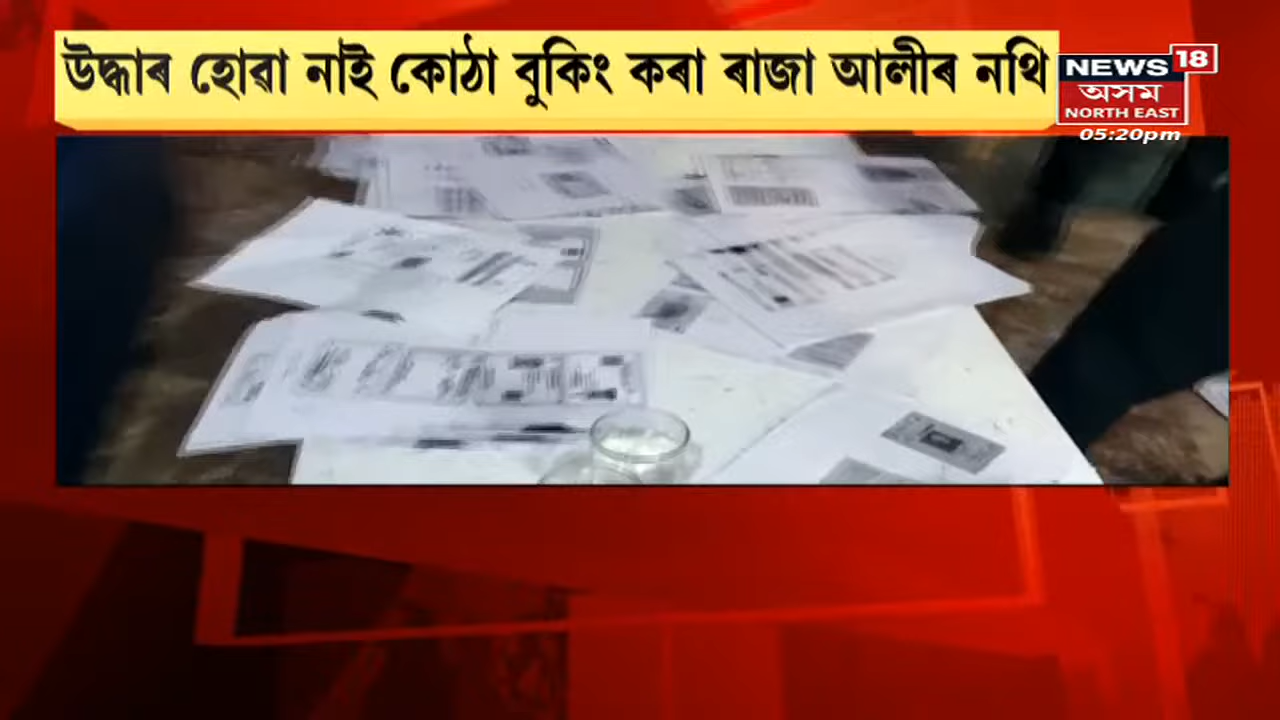 উদ্ধাৰ হোৱা নাই কোঠা বুকিং কৰা ৰাজা আলীৰ নথি
NEWS 18
অসম
NORTH EAST
05:20pm